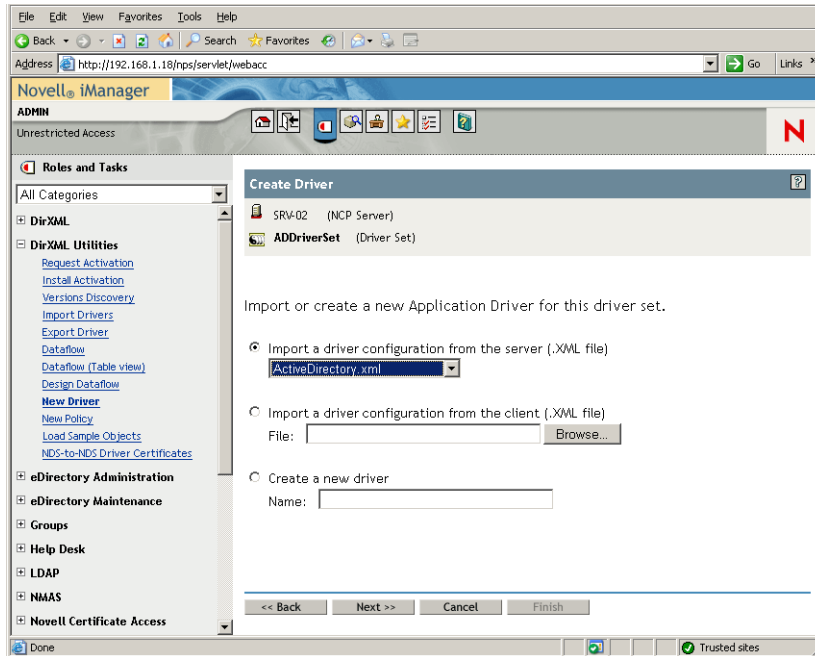 File Edit View Favorites Tools Help
Back Search Favorites
Address http://192.168.1.18/nps/servlet/webacc Go Links »
Novell® iManager
ADMIN
Unrestricted Access
N
Roles and Tasks
All Categories
DirXML
DirXML Utilities
Request Activation
Install Activation
Versions Discovery
Import Drivers
Export Driver
Dataflow
Dataflow (Table view)
Design Dataflow
New Driver
New Policy
Load Sample Objects
NDS-to-NDS Driver Certificates
eDirectory Administration
eDirectory Maintenance
Groups
Help Desk
LDAP
NMAS
Novell Certificate Access
Create Driver ?
SRV-02 (NCP Server)
ADDriverSet (Driver Set)
Import or create a new Application Driver for this driver set.
Import a driver configuration from the server (.XML file)
ActiveDirectory.xml
Import a driver configuration from the client (.XML file)
File: Browse...
Create a new driver
Name:
<< Back Next >> Cancel Finish
Done Trusted sites